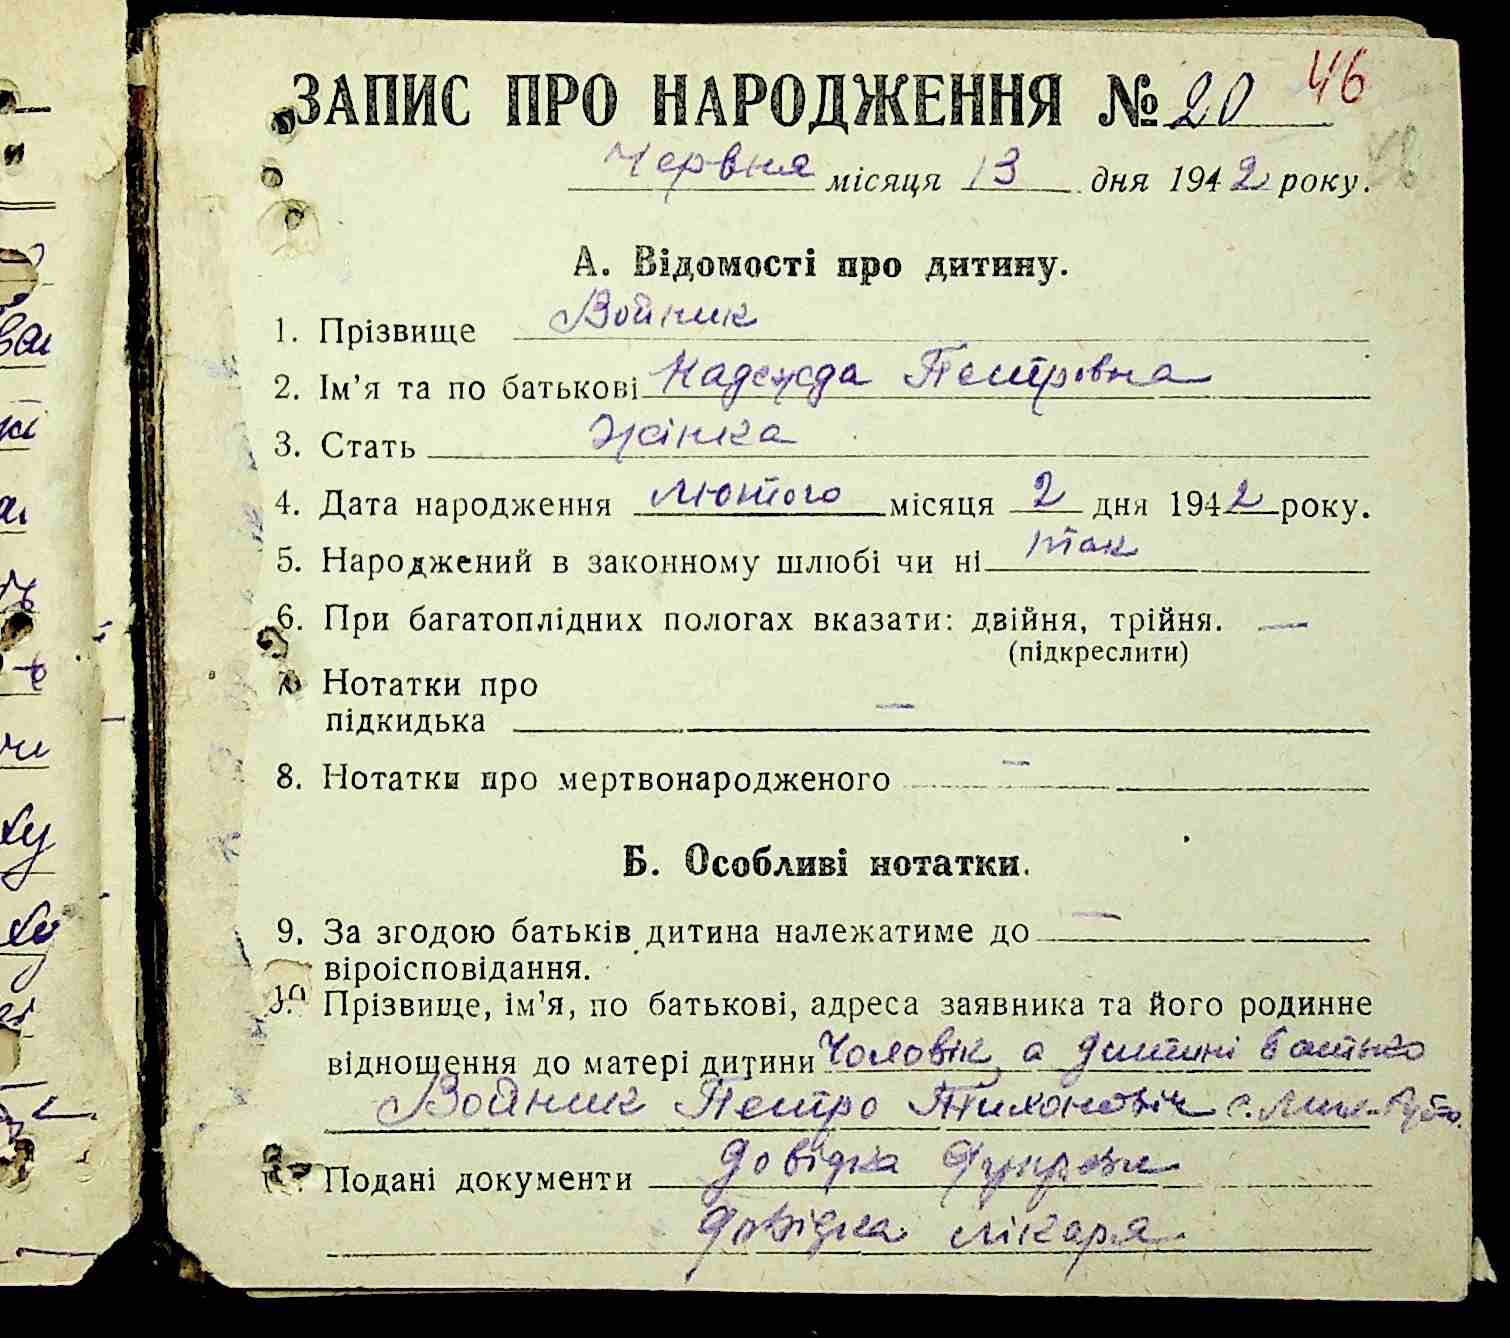 46
ЗАПИС ПРО НАРОДЖЕННЯ № 20
Червня місяця 13 дня 1942 року.
А. Відомості про дитину.
1. Прізвище Войник
2. Ім'я та по батькові Надежда Петровна
3. Стать Жінка
4. Дата народження лютого місяця 2 дня 1942 року.
5. Народжений в законному шлюбі чи ні так
6. При багатоплідних пологах вказати: двійня, трійня. —
(підкреслити)
7. Нотатки про
підкидька —
8. Нотатки про мертвонародженого —
Б. Особливі нотатки.
9. За згодою батьків дитина належатиме до —
віроісповідання.
10. Прізвище, ім'я, по батькові, адреса заявника та його родинне
відношення до матері дитини Чоловік а дитині батько
Войник Петро Тихонович с.
Подані документи Довідка
Довідка лікаря